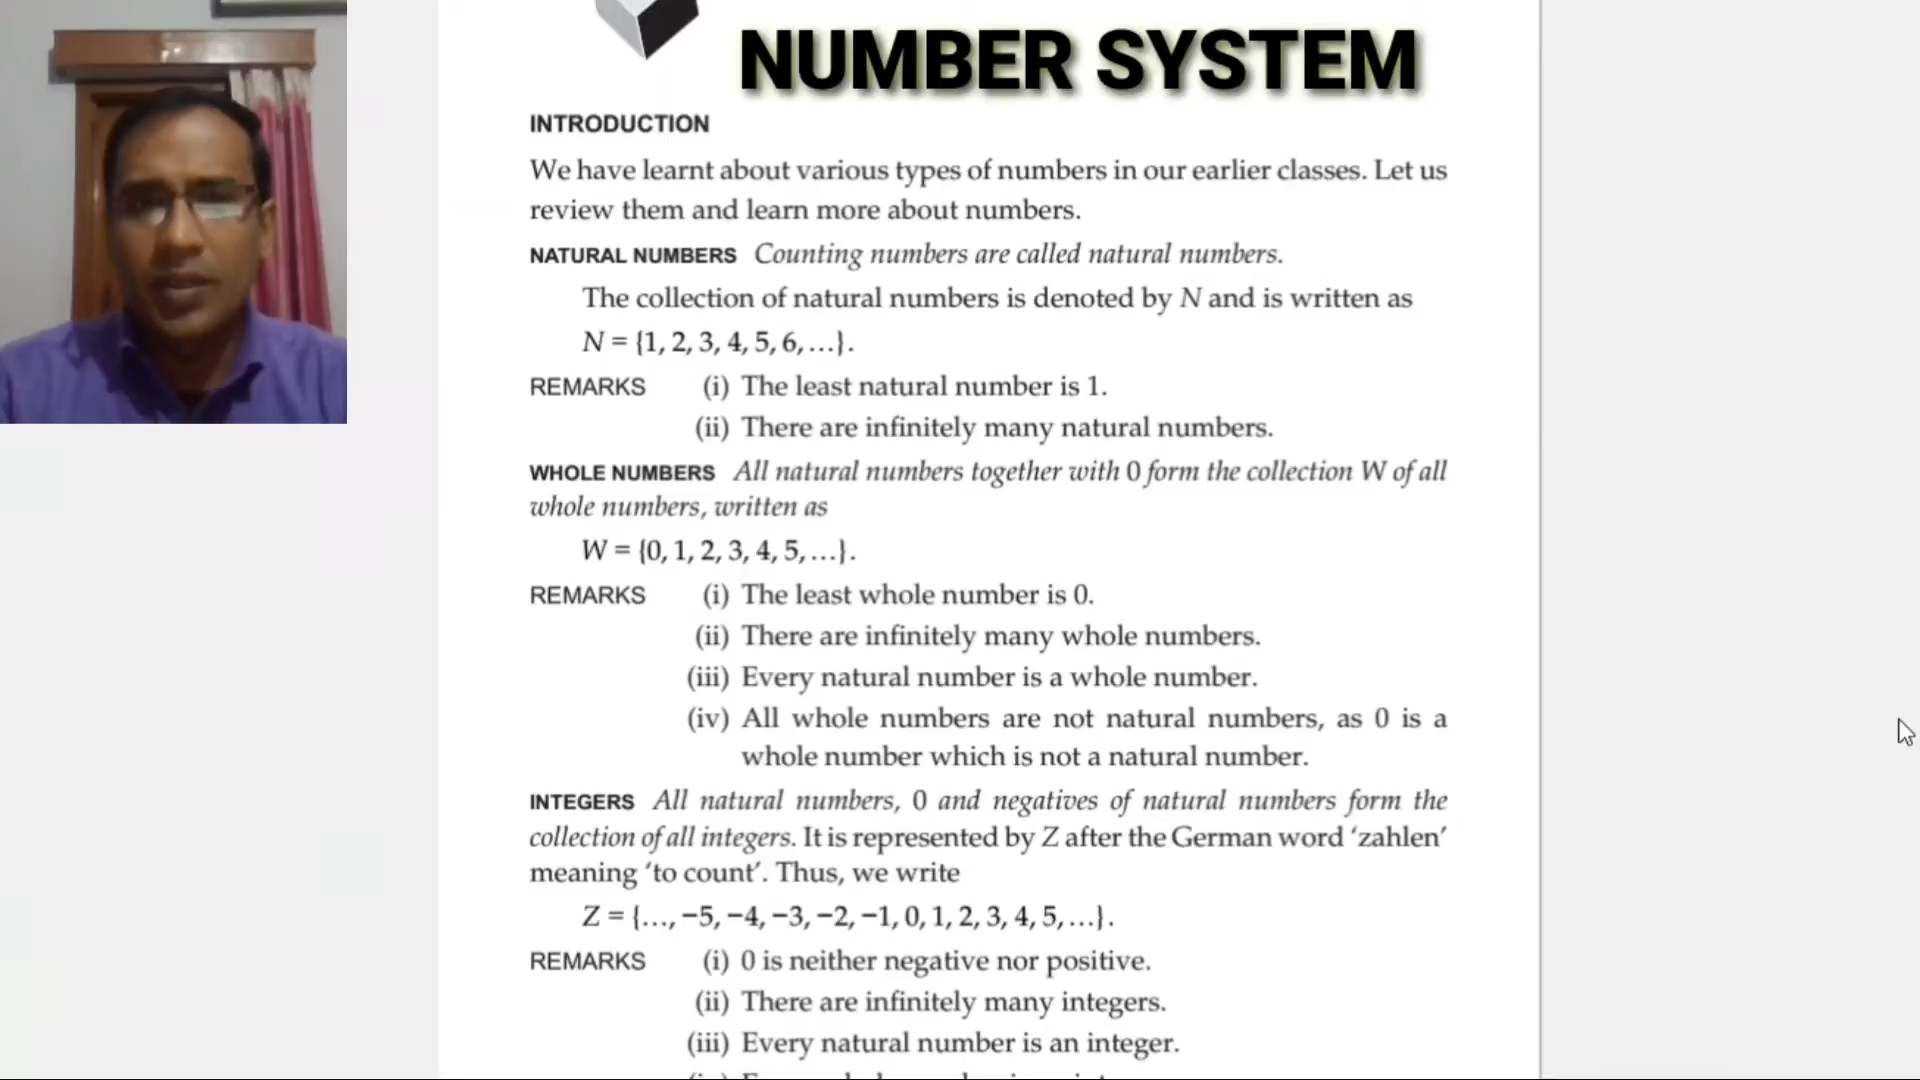 NUMBER SYSTEM
INTRODUCTION
We have learnt about various types of numbers in our earlier classes. Let us
review them and learn more about numbers.
NATURAL NUMBERS Counting numbers are called natural numbers.
The collection of natural numbers is denoted by N and is written as
N = {1, 2, 3, 4, 5, 6, …}.
REMARKS (i) The least natural number is 1.
(ii) There are infinitely many natural numbers.
WHOLE NUMBERS All natural numbers together with 0 form the collection W of all
whole numbers, written as
W = {0, 1, 2, 3, 4, 5, …}.
REMARKS (i) The least whole number is 0.
(ii) There are infinitely many whole numbers.
(iii) Every natural number is a whole number.
(iv) All whole numbers are not natural numbers, as 0 is a
whole number which is not a natural number.
INTEGERS All natural numbers, 0 and negatives of natural numbers form the
collection of all integers. It is represented by Z after the German word ‘zahlen’
meaning ‘to count’. Thus, we write
Z = {…, −5, −4, −3, −2, −1, 0, 1, 2, 3, 4, 5, …}.
REMARKS (i) 0 is neither negative nor positive.
(ii) There are infinitely many integers.
(iii) Every natural number is an integer.